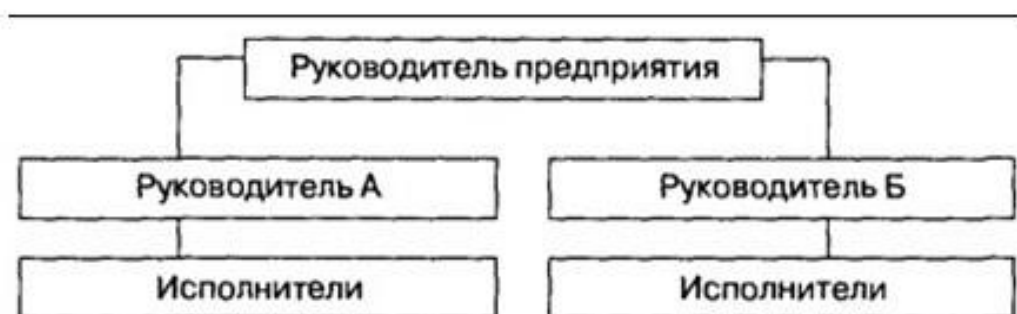 Руководитель предприятия
Руководитель А
Руководитель Б
Исполнители
Исполнители